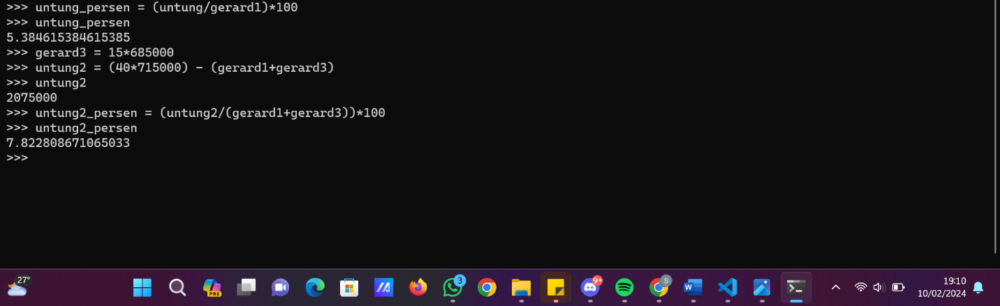 >>> untung_persen = (untung/gerard1)*100
>>> untung_persen
5.384615384615385
>>> gerard3 = 15*685000
>>> untung2 = (40*715000) - (gerard1+gerard3)
>>> untung2
2075000
>>> untung2_persen = (untung2/(gerard1+gerard3))*100
>>> untung2_persen
7.822808671065033
>>>
27°
PRE
3
9+
S
W
19:10
10/02/2024